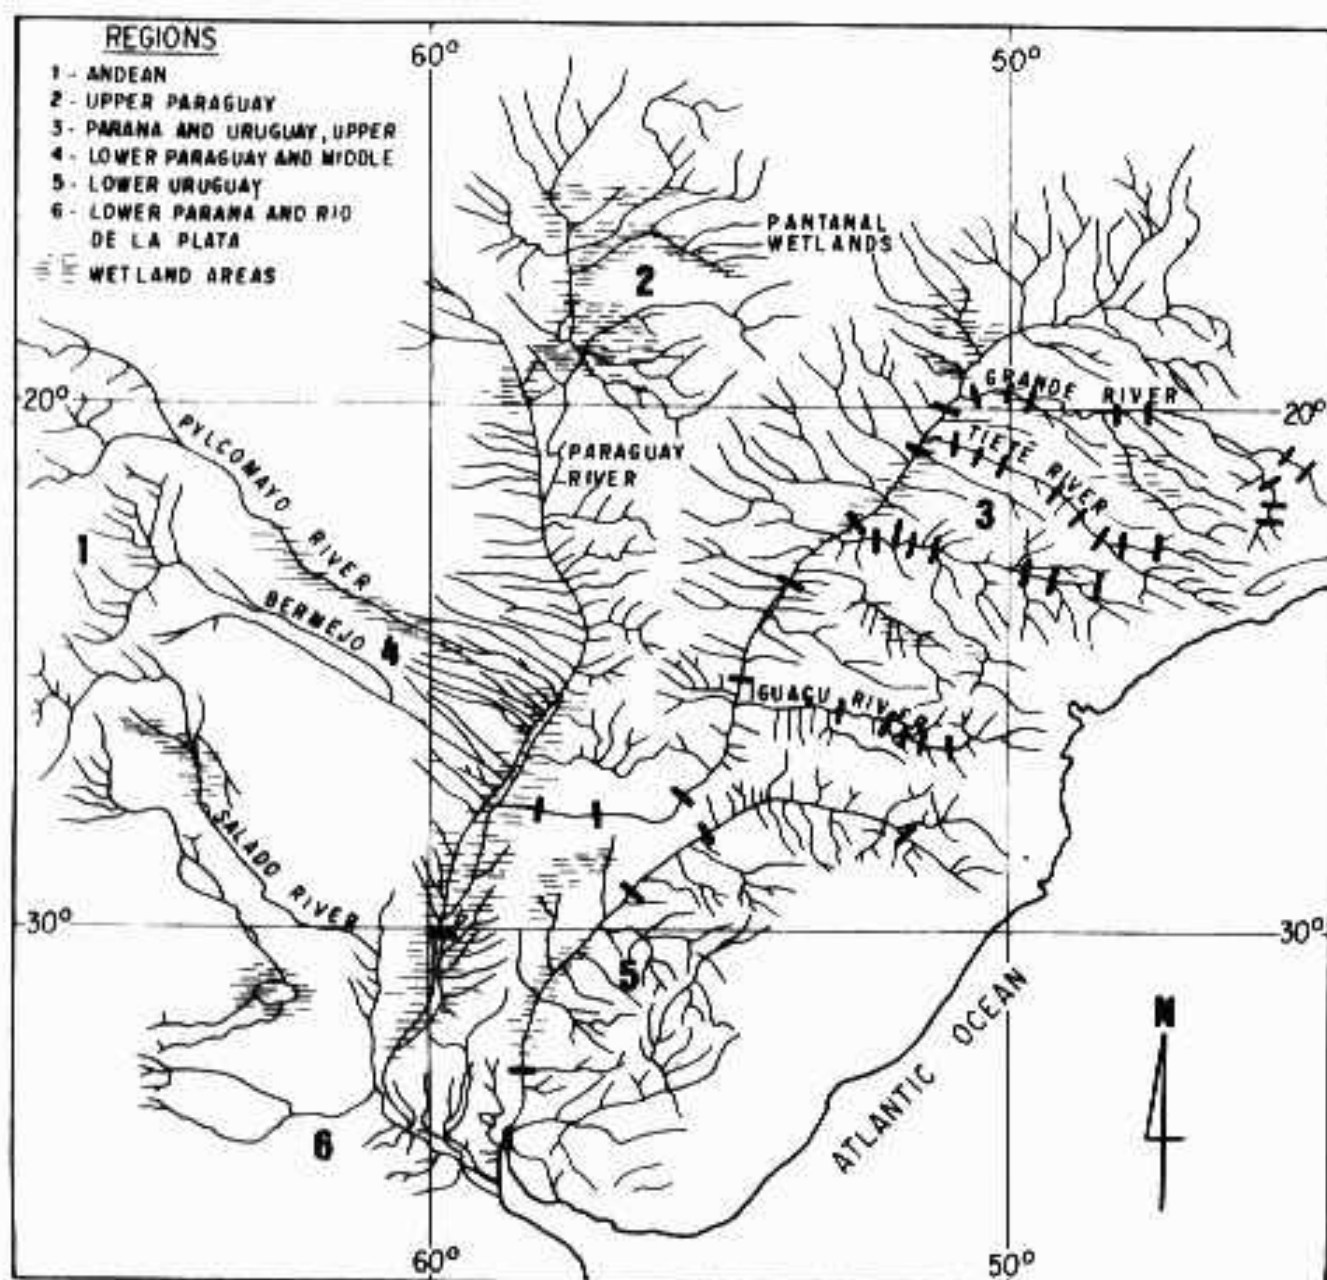 REGIONS
1 - ANDEAN
2 - UPPER PARAGUAY
3 - PARANA AND URUGUAY, UPPER
4 - LOWER PARAGUAY AND MIDDLE
5 - LOWER URUGUAY
6 - LOWER PARANA AND RIO
DE LA PLATA
WETLAND AREAS
60°
50°
PANTANAL
WETLANDS
2
GRANDE RIVER
20°
20°
PYLCOMAYO RIVER
PARAGUAY
RIVER
TIETÊ RIVER
3
1
BERMEJO
4
GUAÇU RIVER
SALADO RIVER
30°
30°
5
ATLANTIC OCEAN
N
6
60°
50°